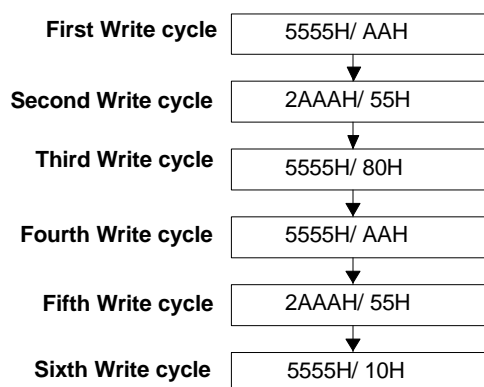 First Write cycle 5555H/ AAH
Second Write cycle 2AAAH/ 55H
Third Write cycle 5555H/ 80H
Fourth Write cycle 5555H/ AAH
Fifth Write cycle 2AAAH/ 55H
Sixth Write cycle 5555H/ 10H